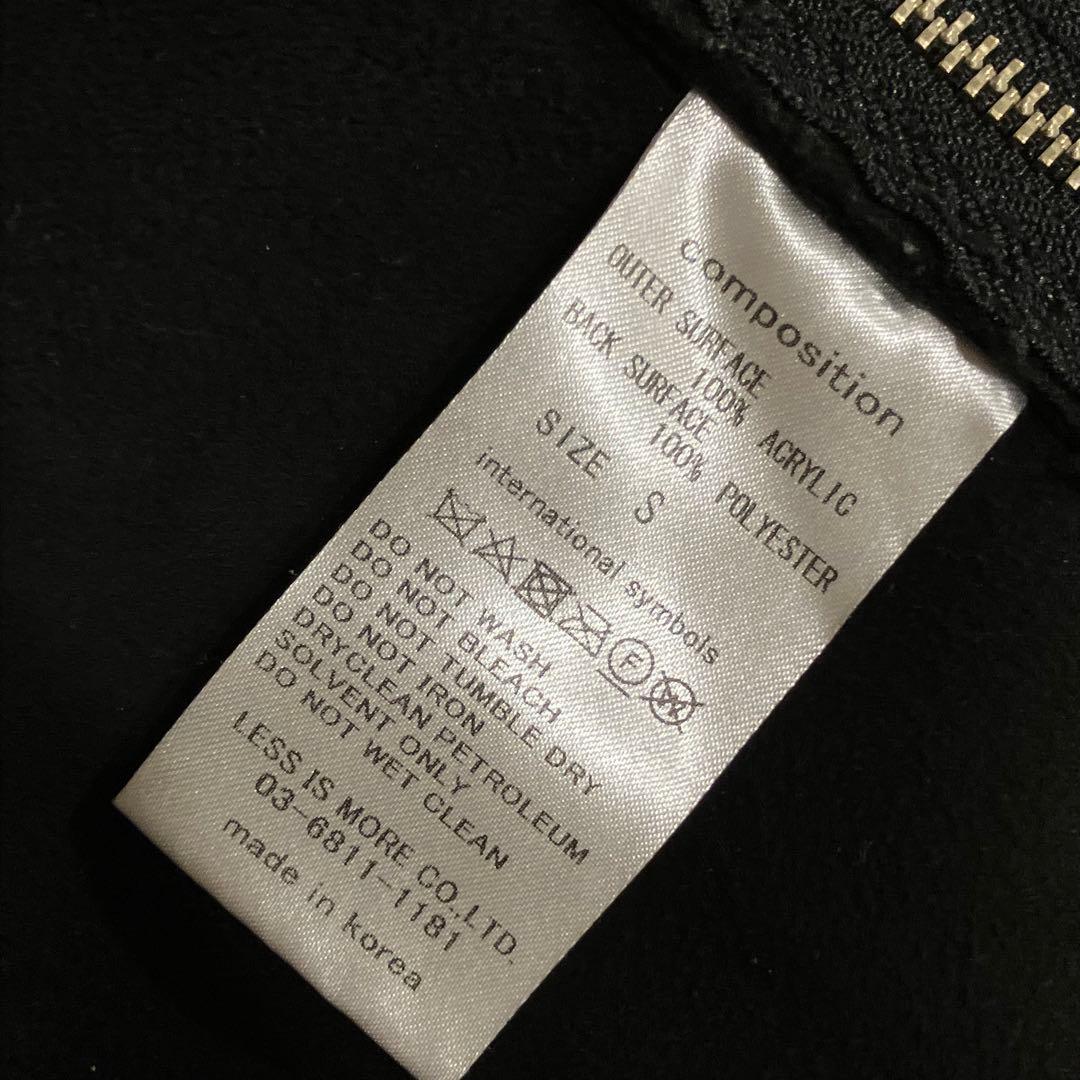 composition
OUTER SURFACE
100% ACRYLIC
BACK SURFACE
100% POLYESTER
SIZE S
international symbols
F W
DO NOT WASH
DO NOT BLEACH
DO NOT TUMBLE DRY
DO NOT IRON
DRYCLEAN PETROLEUM
SOLVENT ONLY
DO NOT WET CLEAN
LESS IS MORE CO.,LTD.
03-6811-1181
made in korea